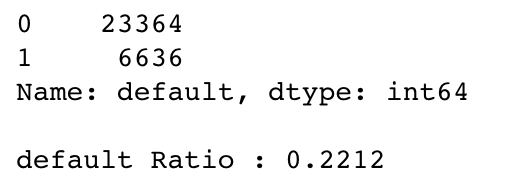 0    23364
1     6636
Name: default, dtype: int64

default Ratio : 0.2212